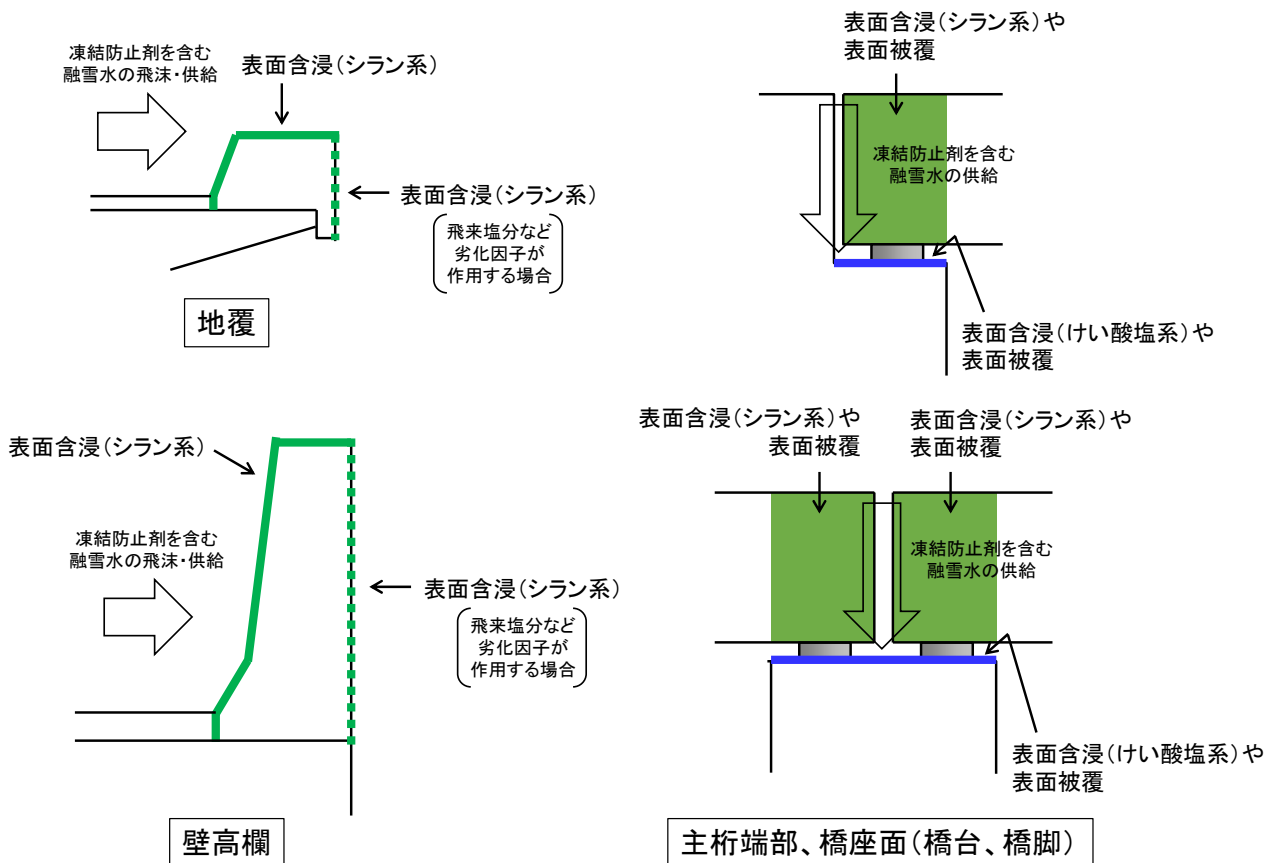 凍結防止剤を含む
融雪水の飛沫・供給
表面含浸(シラン系)
表面含浸(シラン系)
飛来塩分など
劣化因子が
作用する場合
地覆
表面含浸(シラン系)や
表面被覆
凍結防止剤を含む
融雪水の供給
表面含浸(けい酸塩系)や
表面被覆
表面含浸(シラン系)
凍結防止剤を含む
融雪水の飛沫・供給
表面含浸(シラン系)
飛来塩分など
劣化因子が
作用する場合
壁高欄
表面含浸(シラン系)や
表面被覆
表面含浸(シラン系)や
表面被覆
凍結防止剤を含む
融雪水の供給
表面含浸(けい酸塩系)や
表面被覆
主桁端部、橋座面(橋台、橋脚)